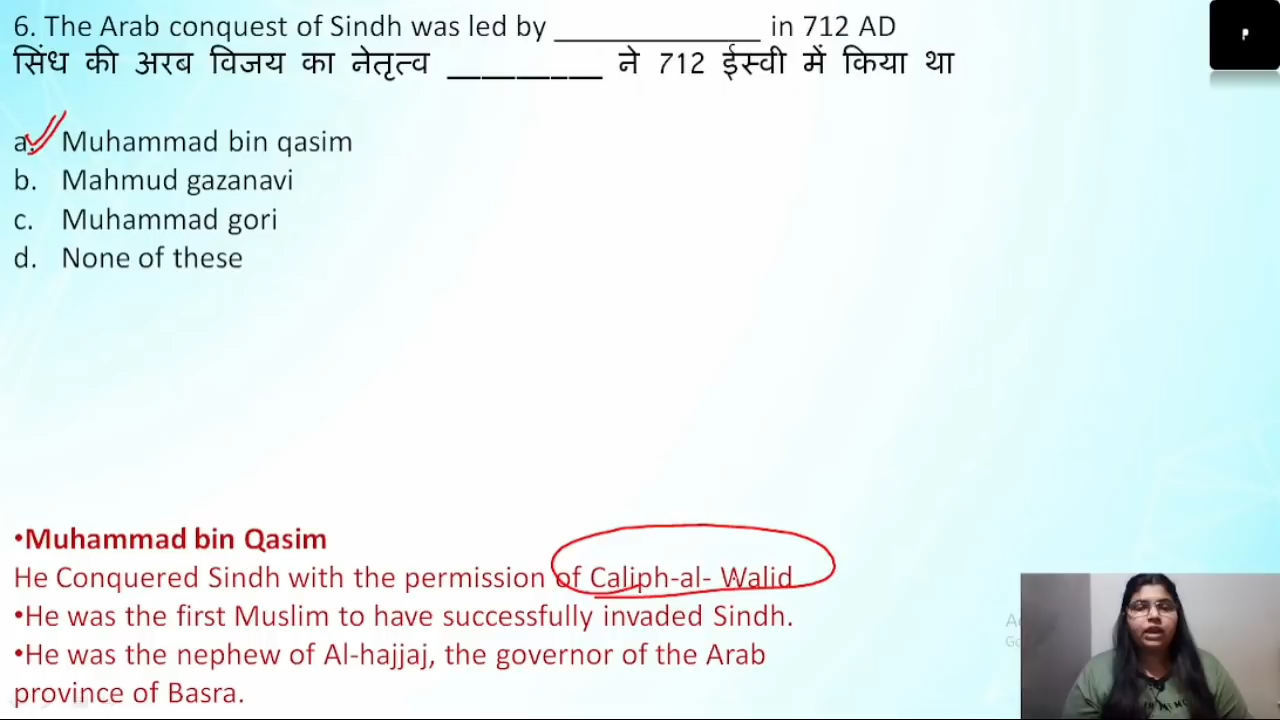 6. The Arab conquest of Sindh was led by ______________ in 712 AD
सिंध की अरब विजय का नेतृत्व _________ ने 712 ईस्वी में किया था
a. Muhammad bin qasim
b. Mahmud gazanavi
c. Muhammad gori
d. None of these
•Muhammad bin Qasim
He Conquered Sindh with the permission of Caliph-al- Walid
•He was the first Muslim to have successfully invaded Sindh.
•He was the nephew of Al-hajjaj, the governor of the Arab
province of Basra.